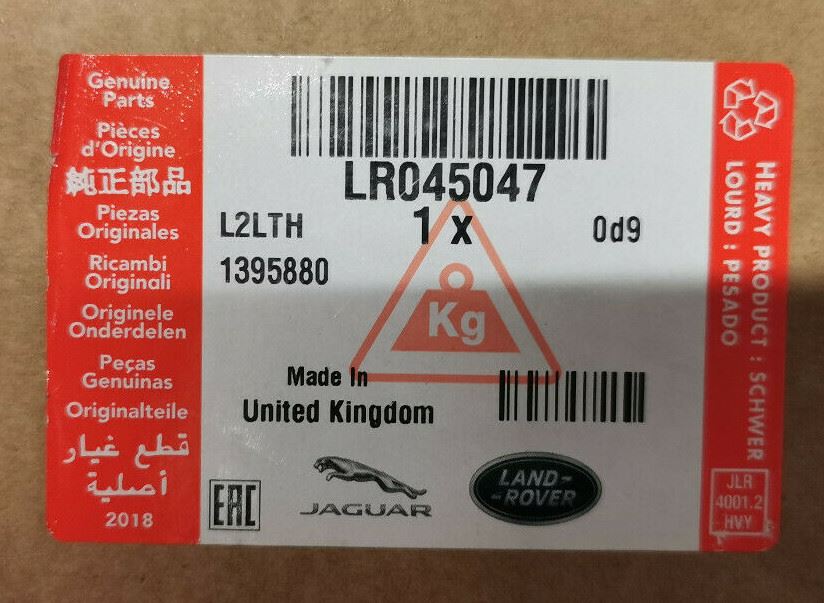 Genuine
Parts
Pièces
d'Origine
純正部品
Piezas
Originales
Ricambi
Originali
Originele
Onderdelen
Peças
Genuinas
Originalteile
قطع غيار
أصلية
2018
LR045047
L2LTH
1 x
0d9
1395880
Kg
Made In
United Kingdom
EAC
JAGUAR
LAND-
-ROVER
HEAVY PRODUCT : SCHWER
LOURD : PESADO
JLR
4001.2
HVY